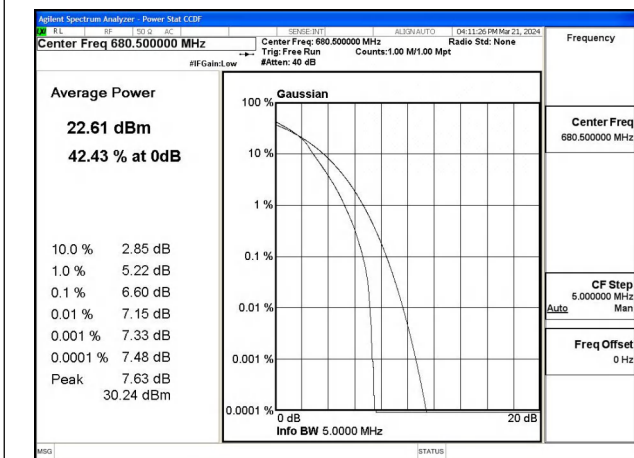 Agilent Spectrum Analyzer - Power Stat CCDF
RL RF 50 Ω AC SENSE:INT ALIGNAUTO 04:11:26 PM Mar 21, 2024
Center Freq 680.500000 MHz
Center Freq: 680.500000 MHz Radio Std: None
Trig: Free Run Counts:1.00 M/1.00 Mpt
#IFGain:Low #Atten: 40 dB
Frequency
Average Power
22.61 dBm
42.43 % at 0dB
10.0 % 2.85 dB
1.0 % 5.22 dB
0.1 % 6.60 dB
0.01 % 7.15 dB
0.001 % 7.33 dB
0.0001 % 7.48 dB
Peak 7.63 dB
30.24 dBm
Gaussian
100 %
10 %
1 %
0.1 %
0.01 %
0.001 %
0.0001 %
0 dB 20 dB
Info BW 5.0000 MHz
Center Freq
680.500000 MHz
CF Step
5.000000 MHz
Auto Man
Freq Offset
0 Hz
MSG STATUS